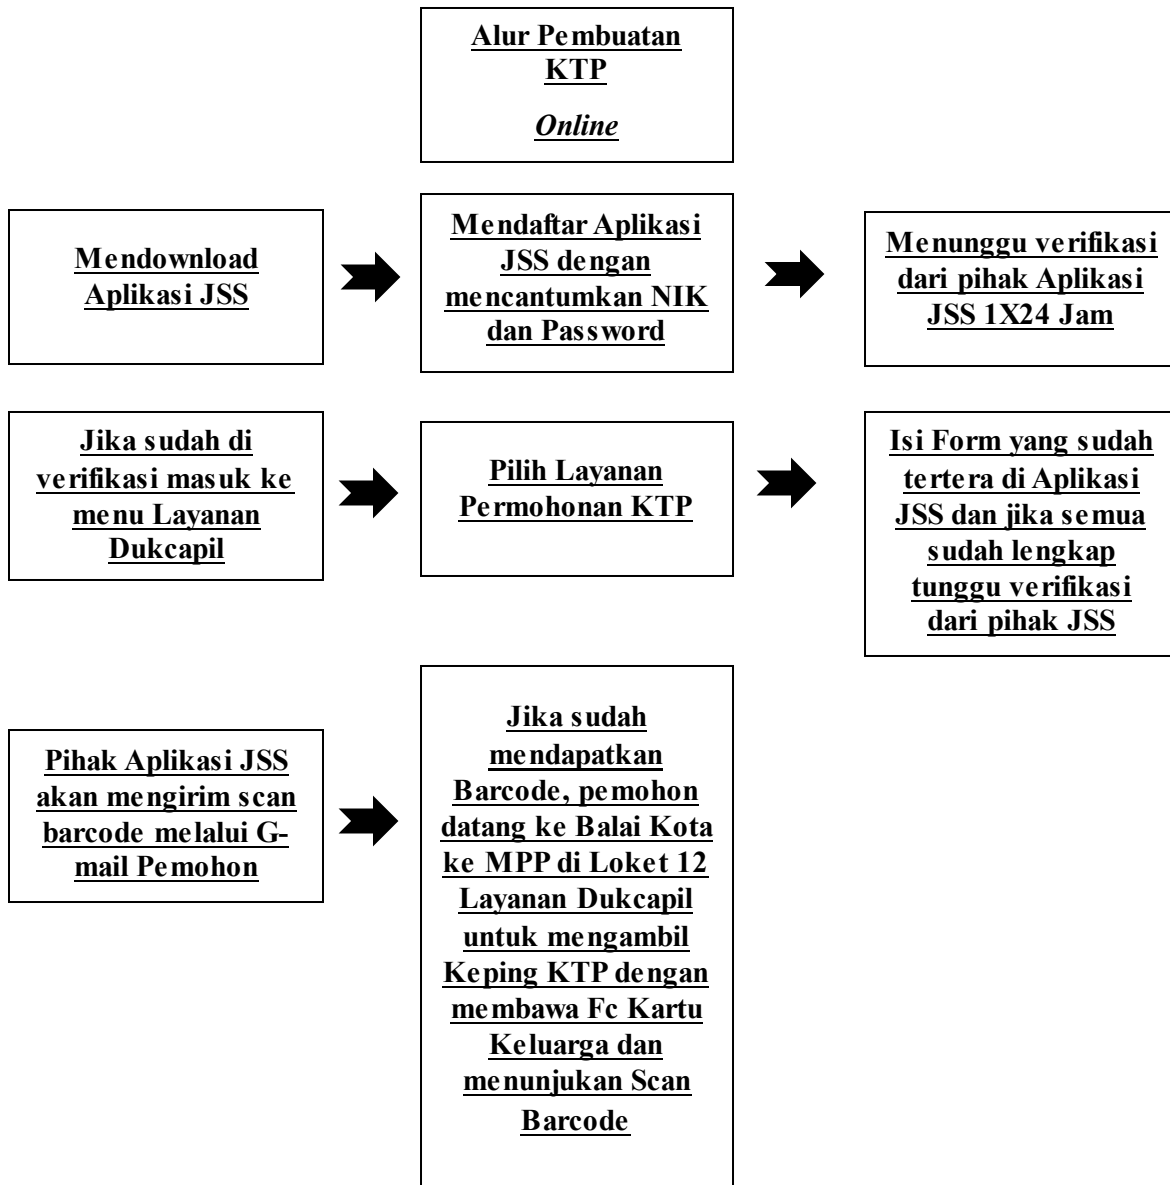 Alur Pembuatan
KTP
Online
Mendownload
Aplikasi JSS
Mendaftar Aplikasi
JSS dengan
mencantumkan NIK
dan Password
Menunggu verifikasi
dari pihak Aplikasi
JSS 1X24 Jam
Jika sudah di
verifikasi masuk ke
menu Layanan
Dukcapil
Pilih Layanan
Permohonan KTP
Isi Form yang sudah
tertera di Aplikasi
JSS dan jika semua
sudah lengkap
tunggu verifikasi
dari pihak JSS
Pihak Aplikasi JSS
akan mengirim scan
barcode melalui G-
mail Pemohon
Jika sudah
mendapatkan
Barcode, pemohon
datang ke Balai Kota
ke MPP di Loket 12
Layanan Dukcapil
untuk mengambil
Keping KTP dengan
membawa Fc Kartu
Keluarga dan
menunjukan Scan
Barcode